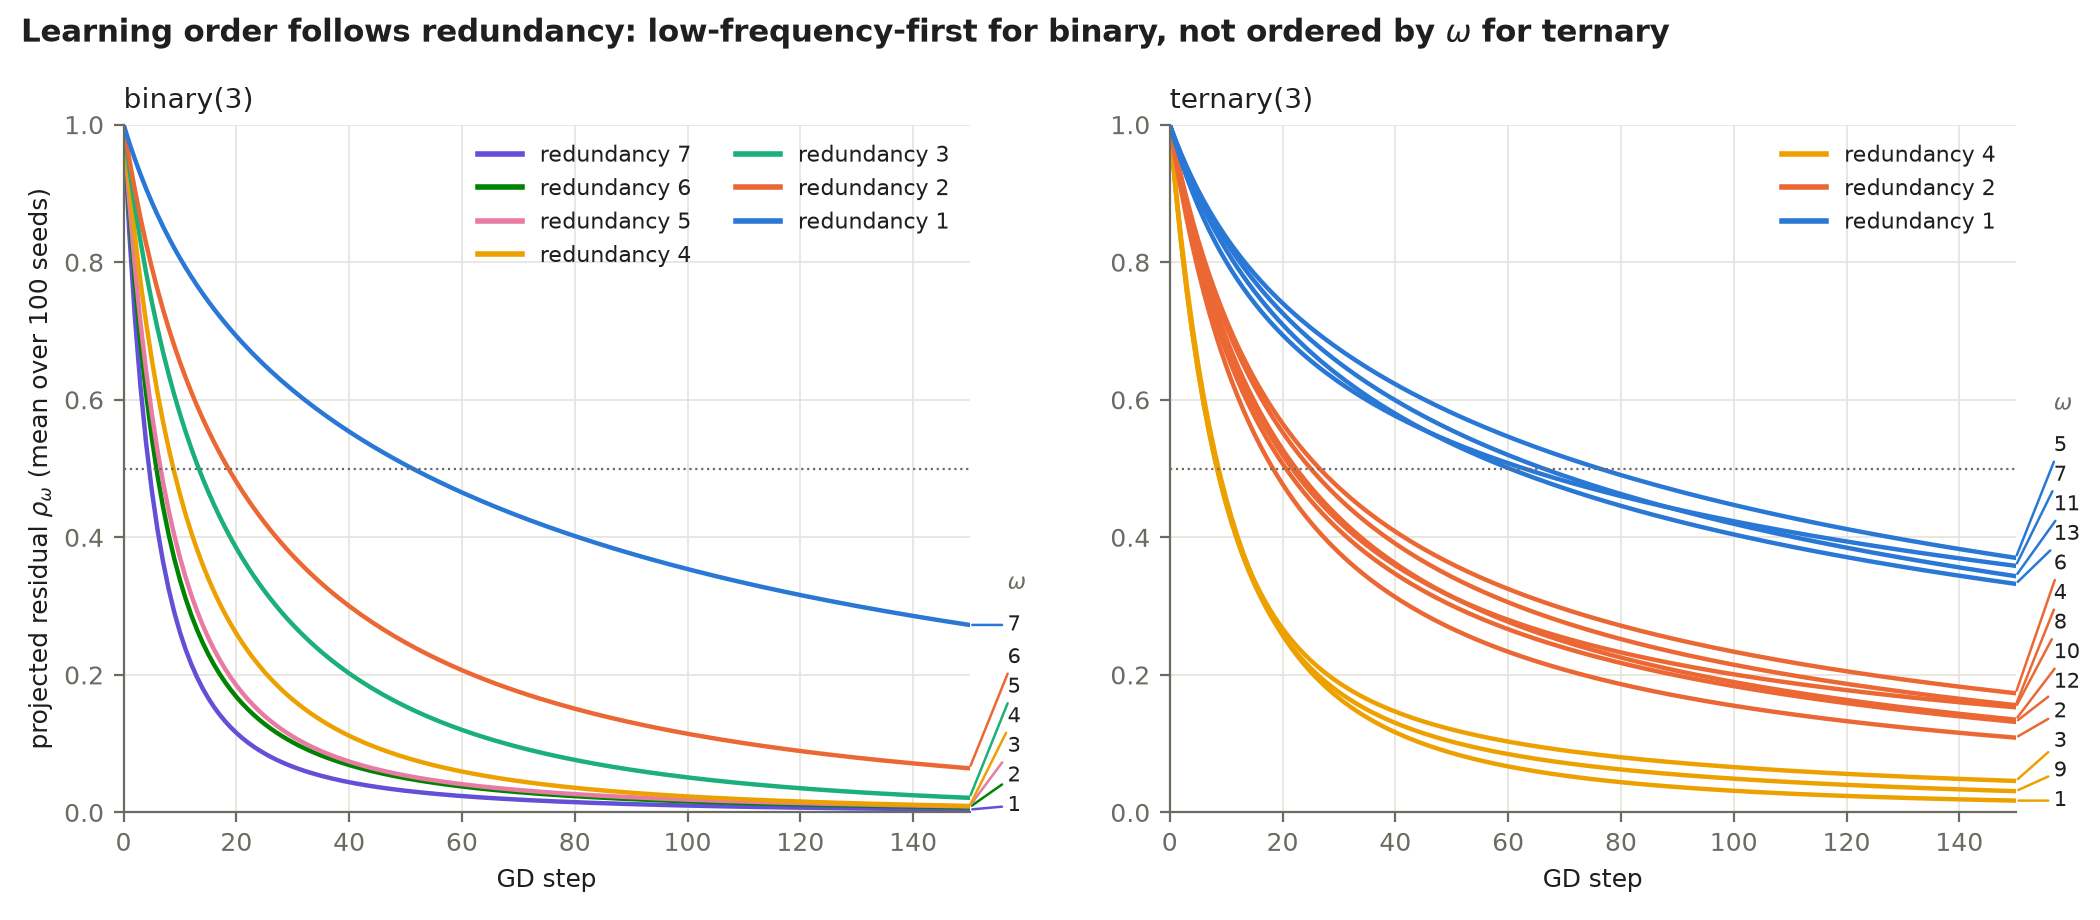 Learning order follows redundancy: low-frequency-first for binary, not ordered by ω for ternary
binary(3)
projected residual ρω (mean over 100 seeds)
1.0
0.8
0.6
0.4
0.2
0.0
redundancy 7
redundancy 6
redundancy 5
redundancy 4
redundancy 3
redundancy 2
redundancy 1
ω
7
6
5
4
3
2
1
0 20 40 60 80 100 120 140
GD step
ternary(3)
1.0
0.8
0.6
0.4
0.2
0.0
redundancy 4
redundancy 2
redundancy 1
ω
5
7
11
13
6
4
8
10
12
2
3
9
1
0 20 40 60 80 100 120 140
GD step